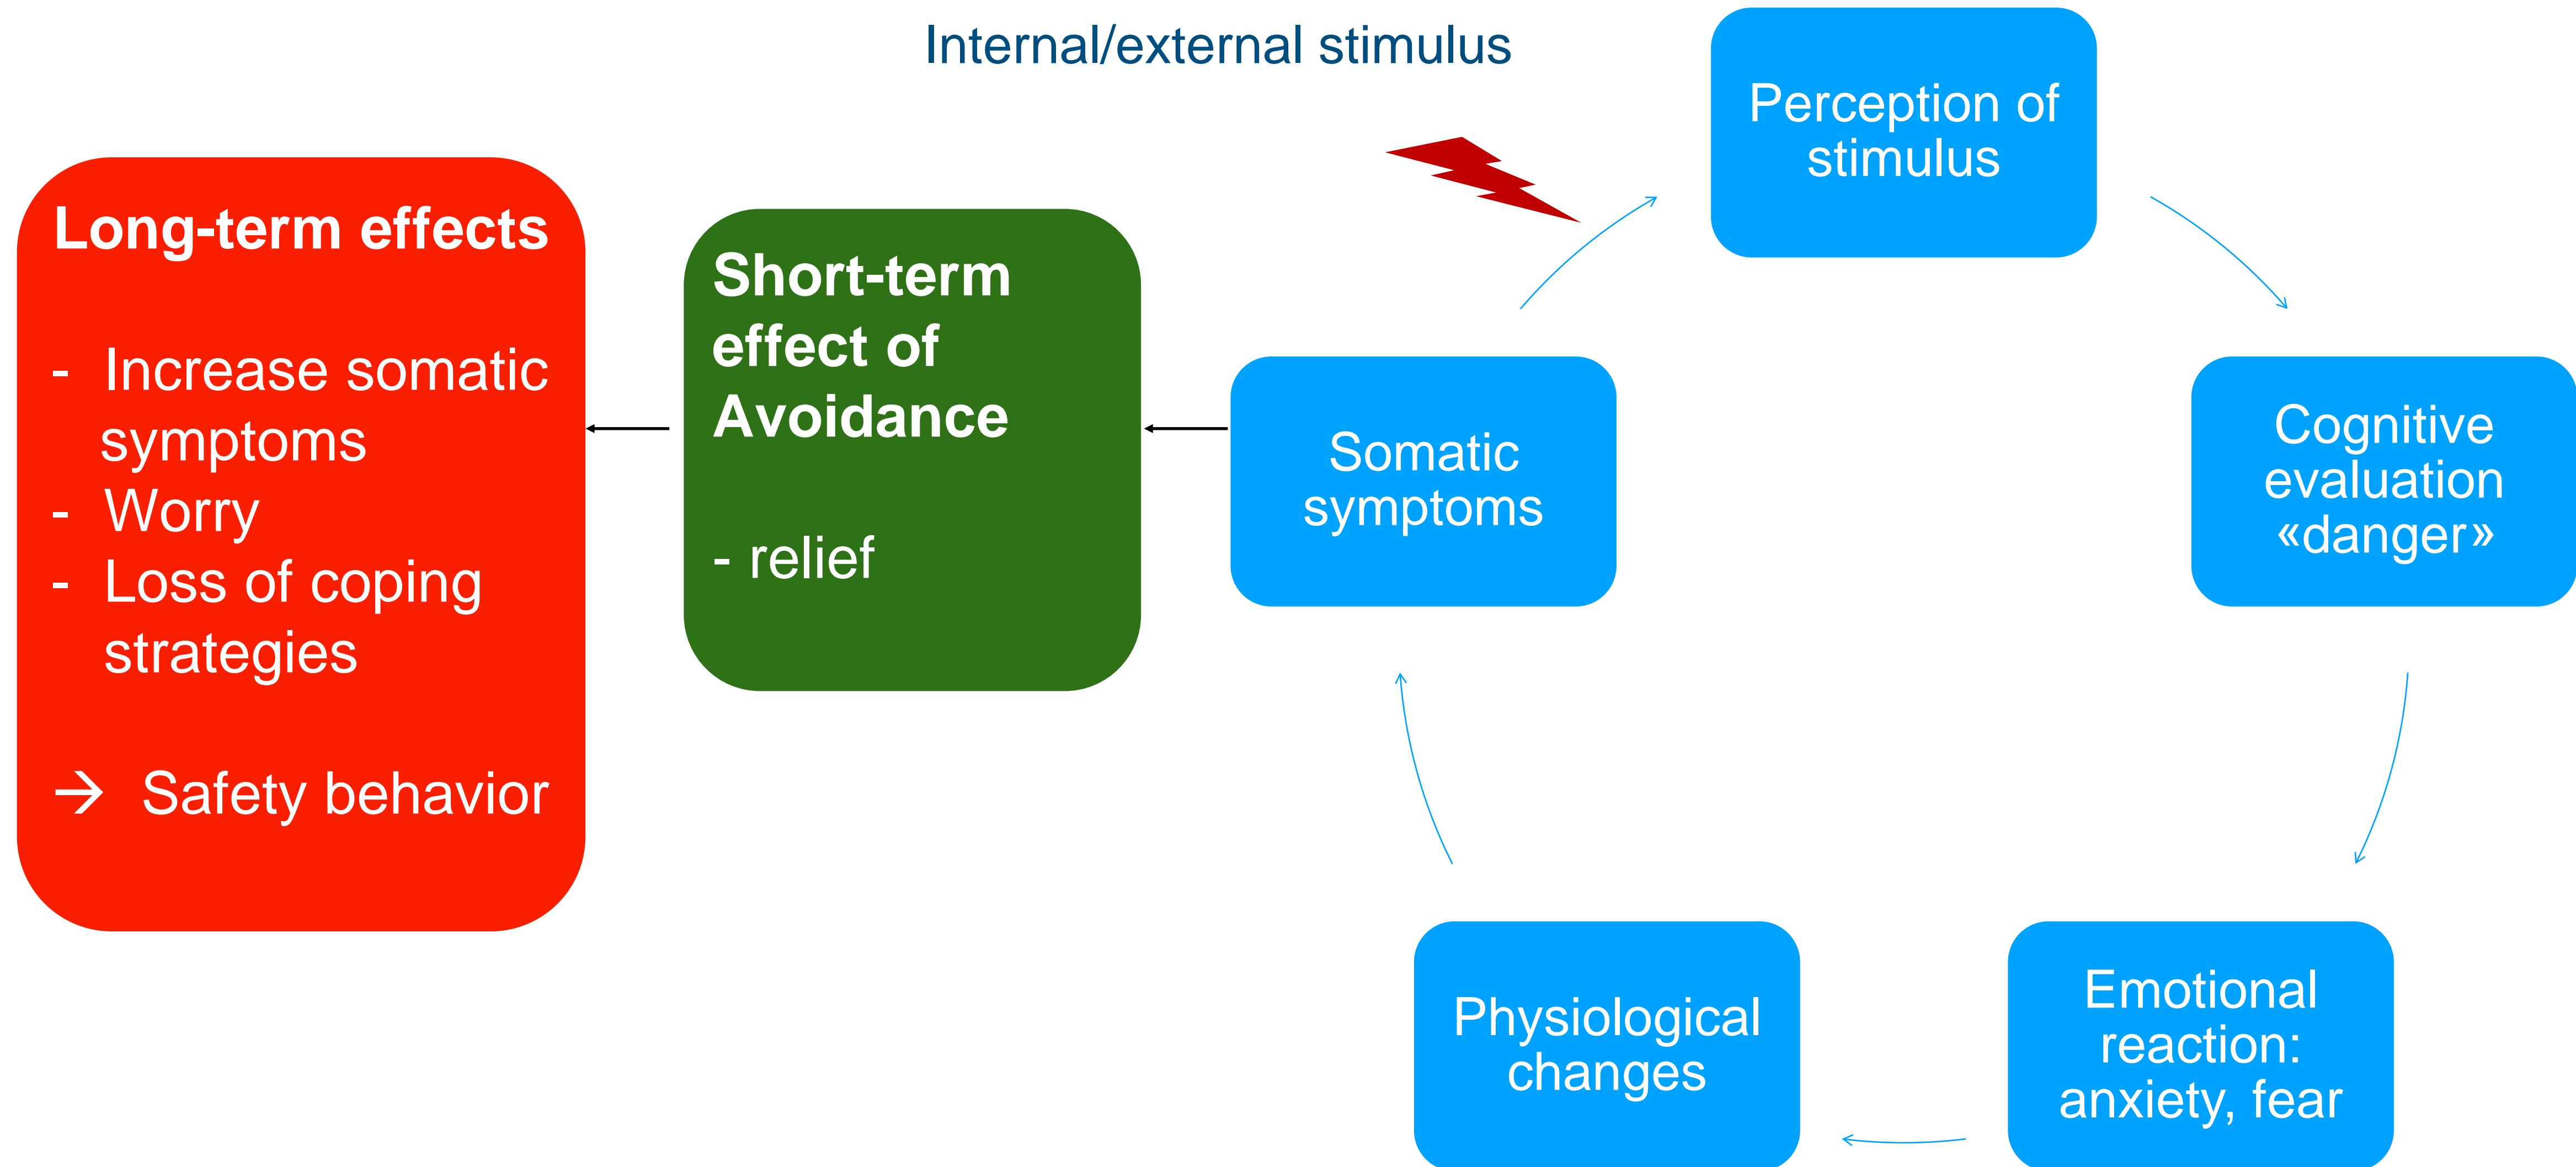 Internal/external stimulus
Perception of
stimulus
Long-term effects
- Increase somatic
symptoms
- Worry
- Loss of coping
strategies
→ Safety behavior
Short-term
effect of
Avoidance
- relief
Somatic
symptoms
Cognitive
evaluation
«danger»
Physiological
changes
Emotional
reaction:
anxiety, fear